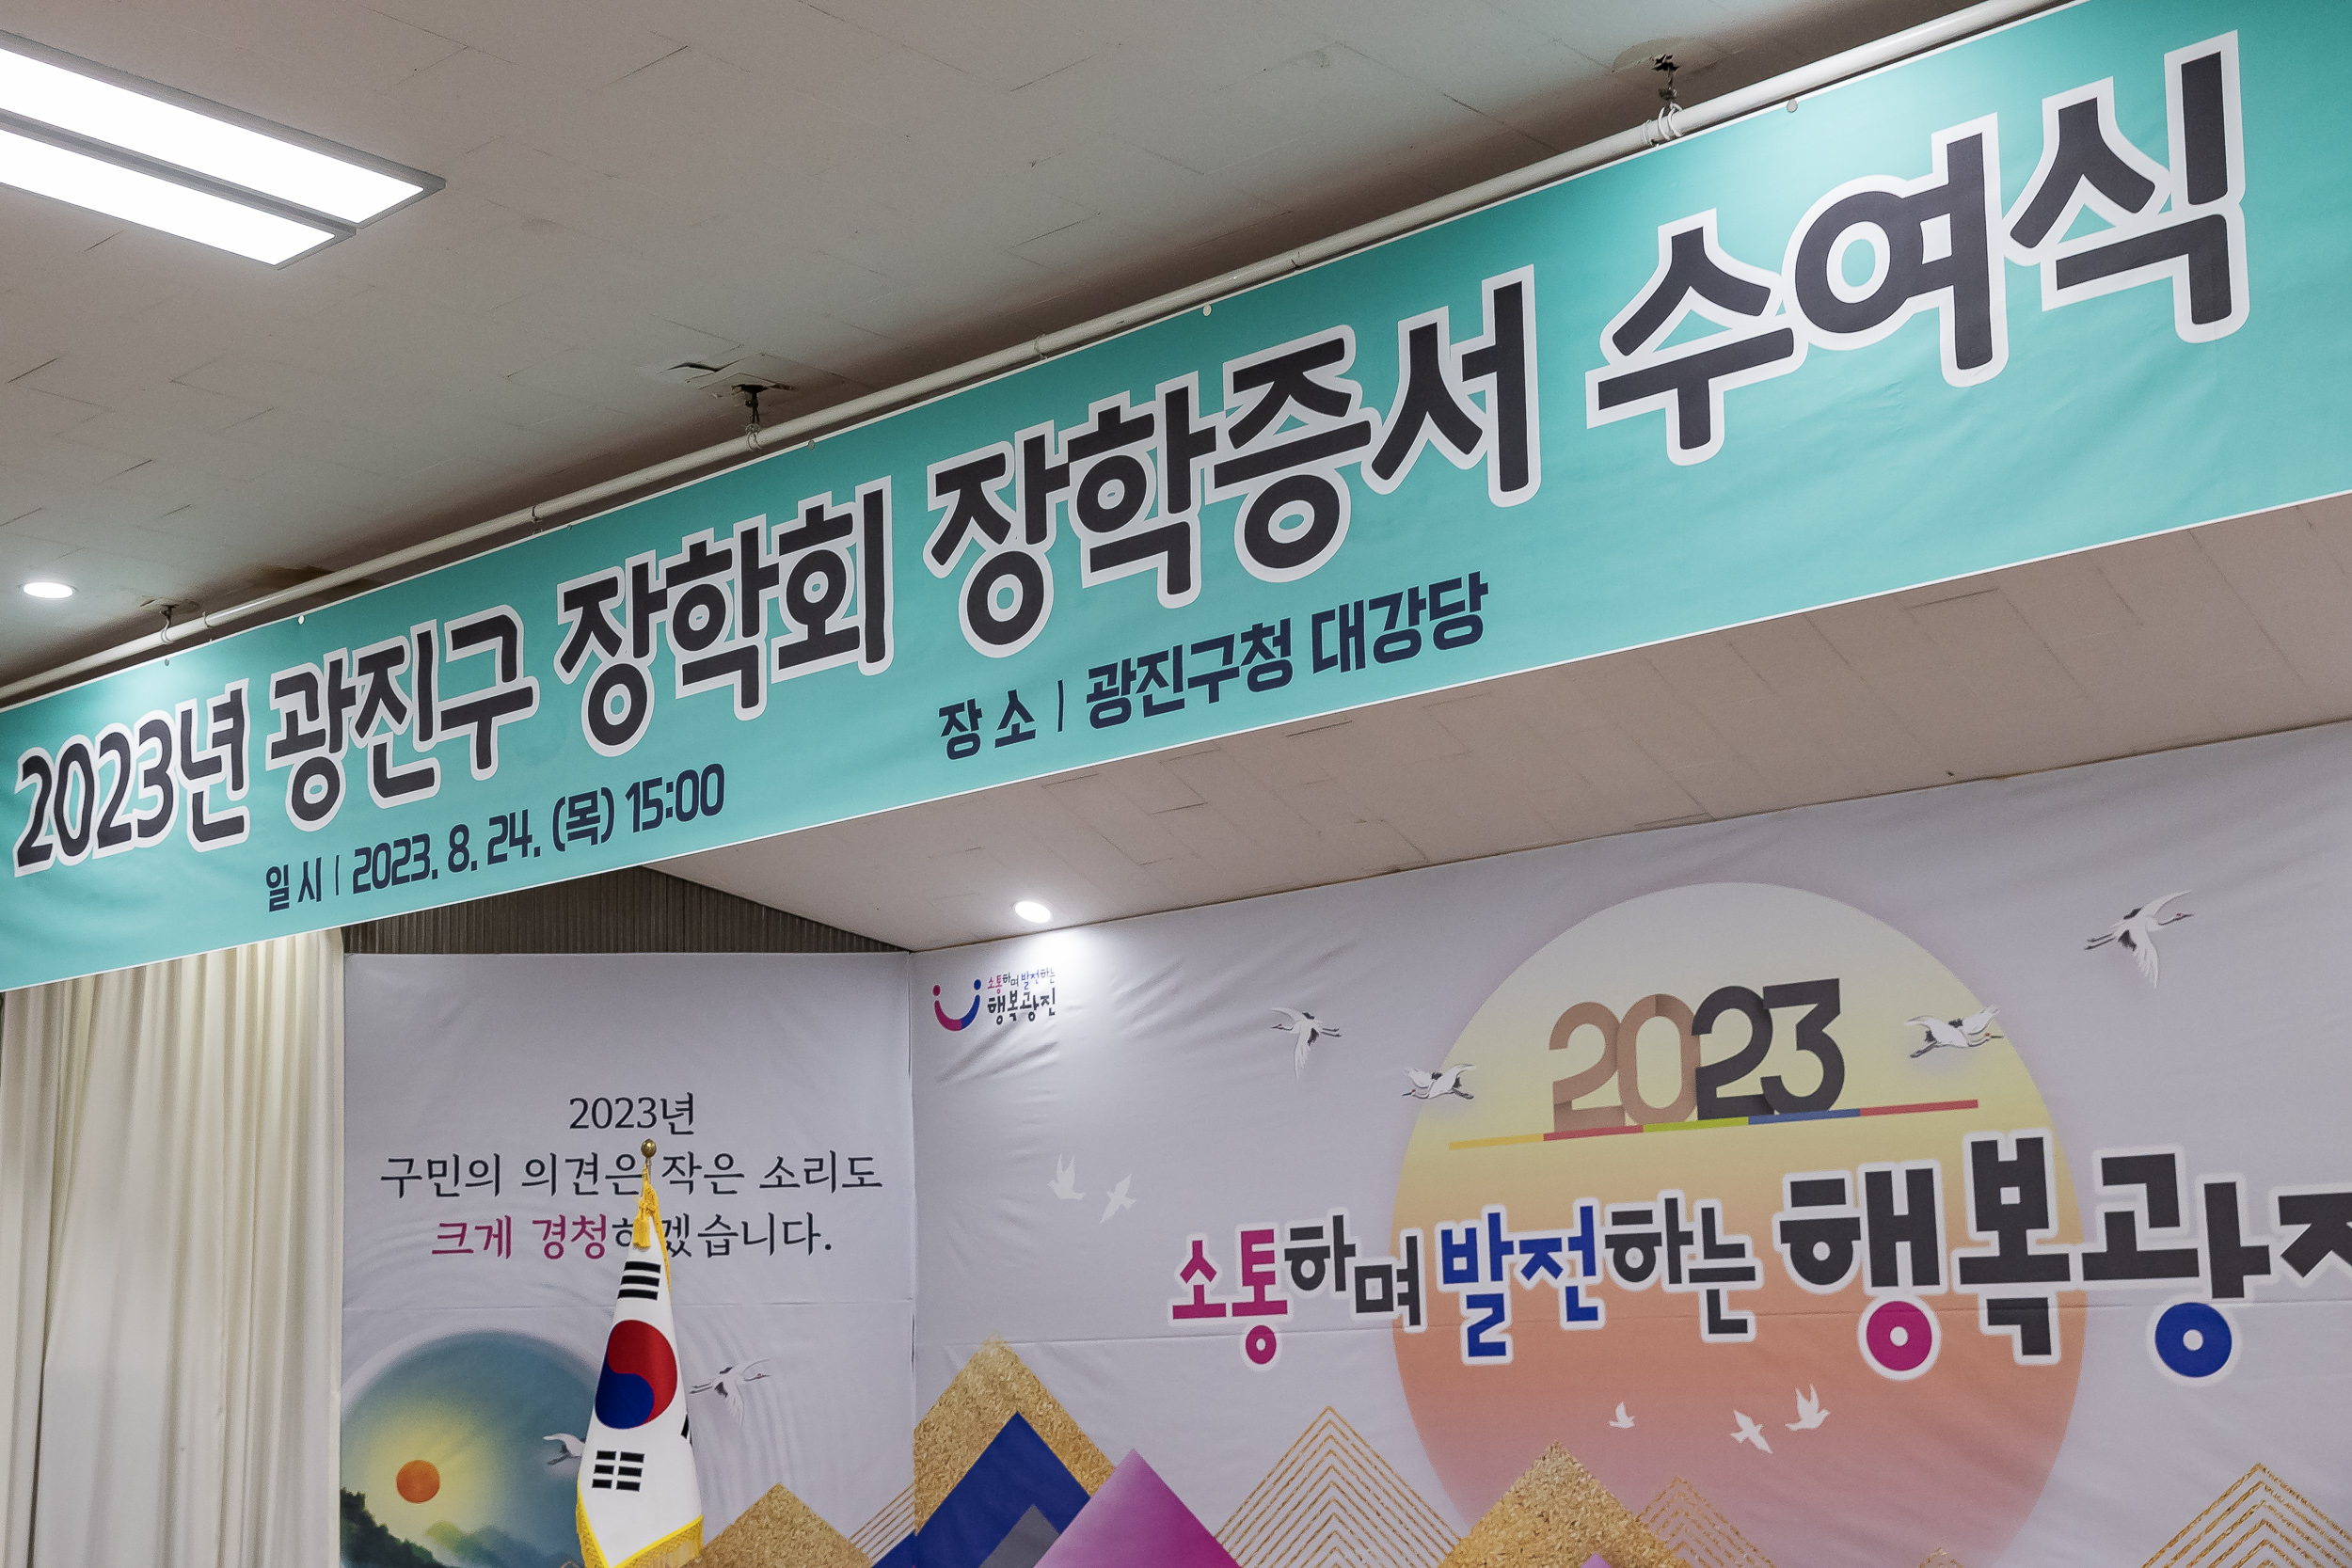 2023년 광진구 장학회 장학증서 수여식
일 시 | 2023. 8. 24. (목) 15:00
장 소 | 광진구청 대강당
소통하며 발전하는
행복광진
2023년
구민의 의견은 작은 소리도
크게 경청하겠습니다.
2023
소통하며 발전하는 행복광진